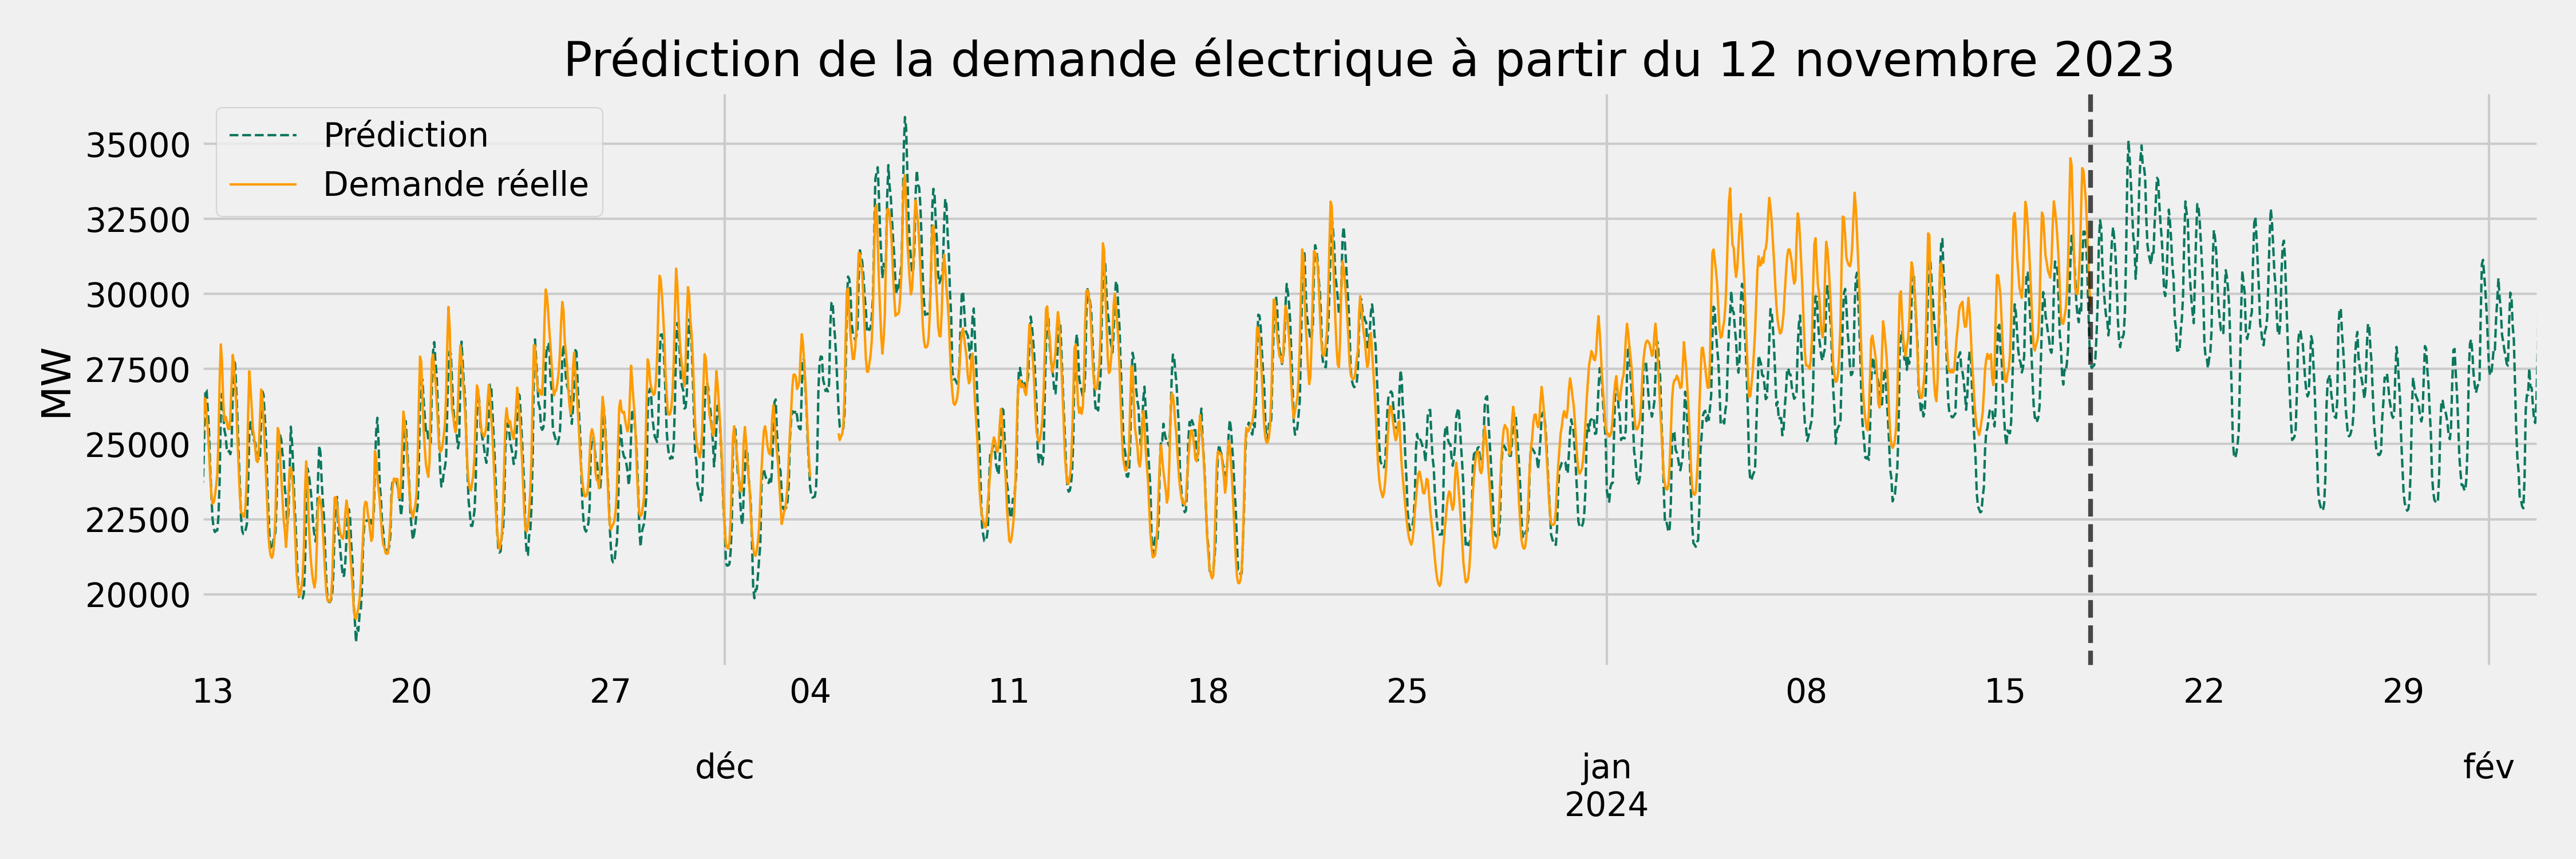 Prédiction de la demande électrique à partir du 12 novembre 2023
Prédiction
Demande réelle
MW
35000
32500
30000
27500
25000
22500
20000
13 20 27 04 11 18 25 08 15 22 29
déc jan fév
2024